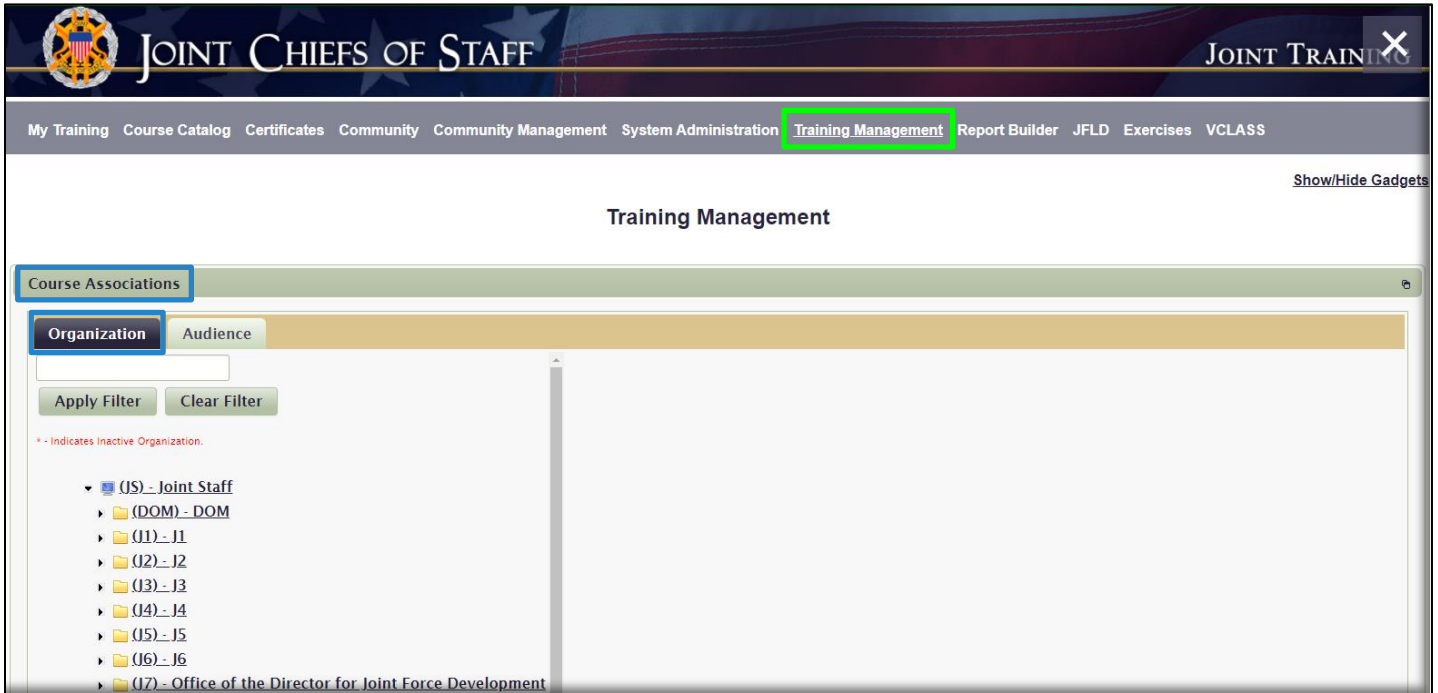 JOINT CHIEFS OF STAFF
JOINT TRAINING
My Training Course Catalog Certificates Community Community Management System Administration Training Management Report Builder JFLD Exercises VCLASS
Show/Hide Gadgets
Training Management
Course Associations
Organization Audience
Apply Filter Clear Filter
* - Indicates Inactive Organization.
(JS) - Joint Staff
(DOM) - DOM
(J1) - J1
(J2) - J2
(J3) - J3
(J4) - J4
(J5) - J5
(J6) - J6
(J7) - Office of the Director for Joint Force Development